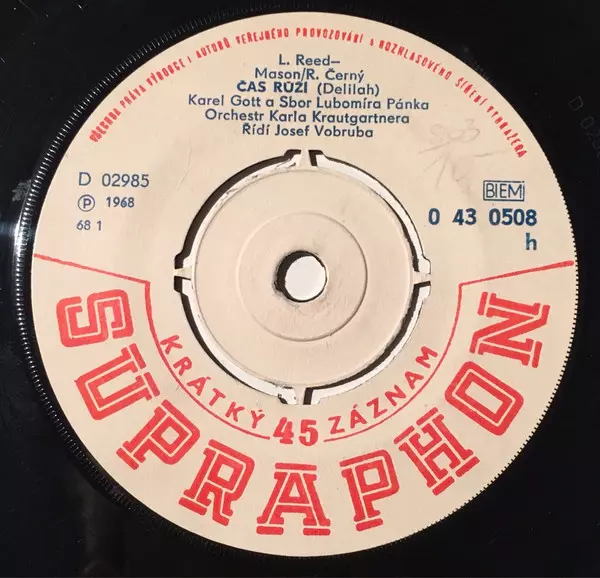 VŠECHNA PRÁVA VÝROBCE I AUTORŮ VEŘEJNÉHO PROVOZOVÁNÍ A ROZHLASOVÉHO ŠÍŘENÍ VYHRAŽENA
L. Reed–
Mason/R. Černý
ČAS RŮŽÍ (Delilah)
Karel Gott a Sbor Lubomíra Pánka
Orchestr Karla Krautgartnera
Řídí Josef Vobruba
D 02985
Ⓟ 1968
68 1
BIEM
0 43 0508
h
KRÁTKÝ 45 ZÁZNAM
SUPRAPHON